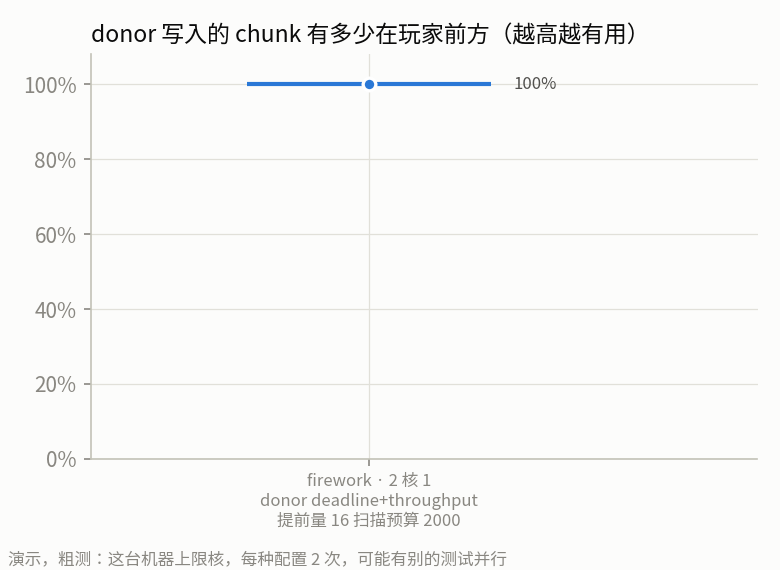 donor 写入的 chunk 有多少在玩家前方（越高越有用）
100%
100%
80%
60%
40%
20%
0%
firework · 2 核 1
donor deadline+throughput
提前量 16 扫描预算 2000
演示，粗测：这台机器上限核，每种配置 2 次，可能有别的测试并行